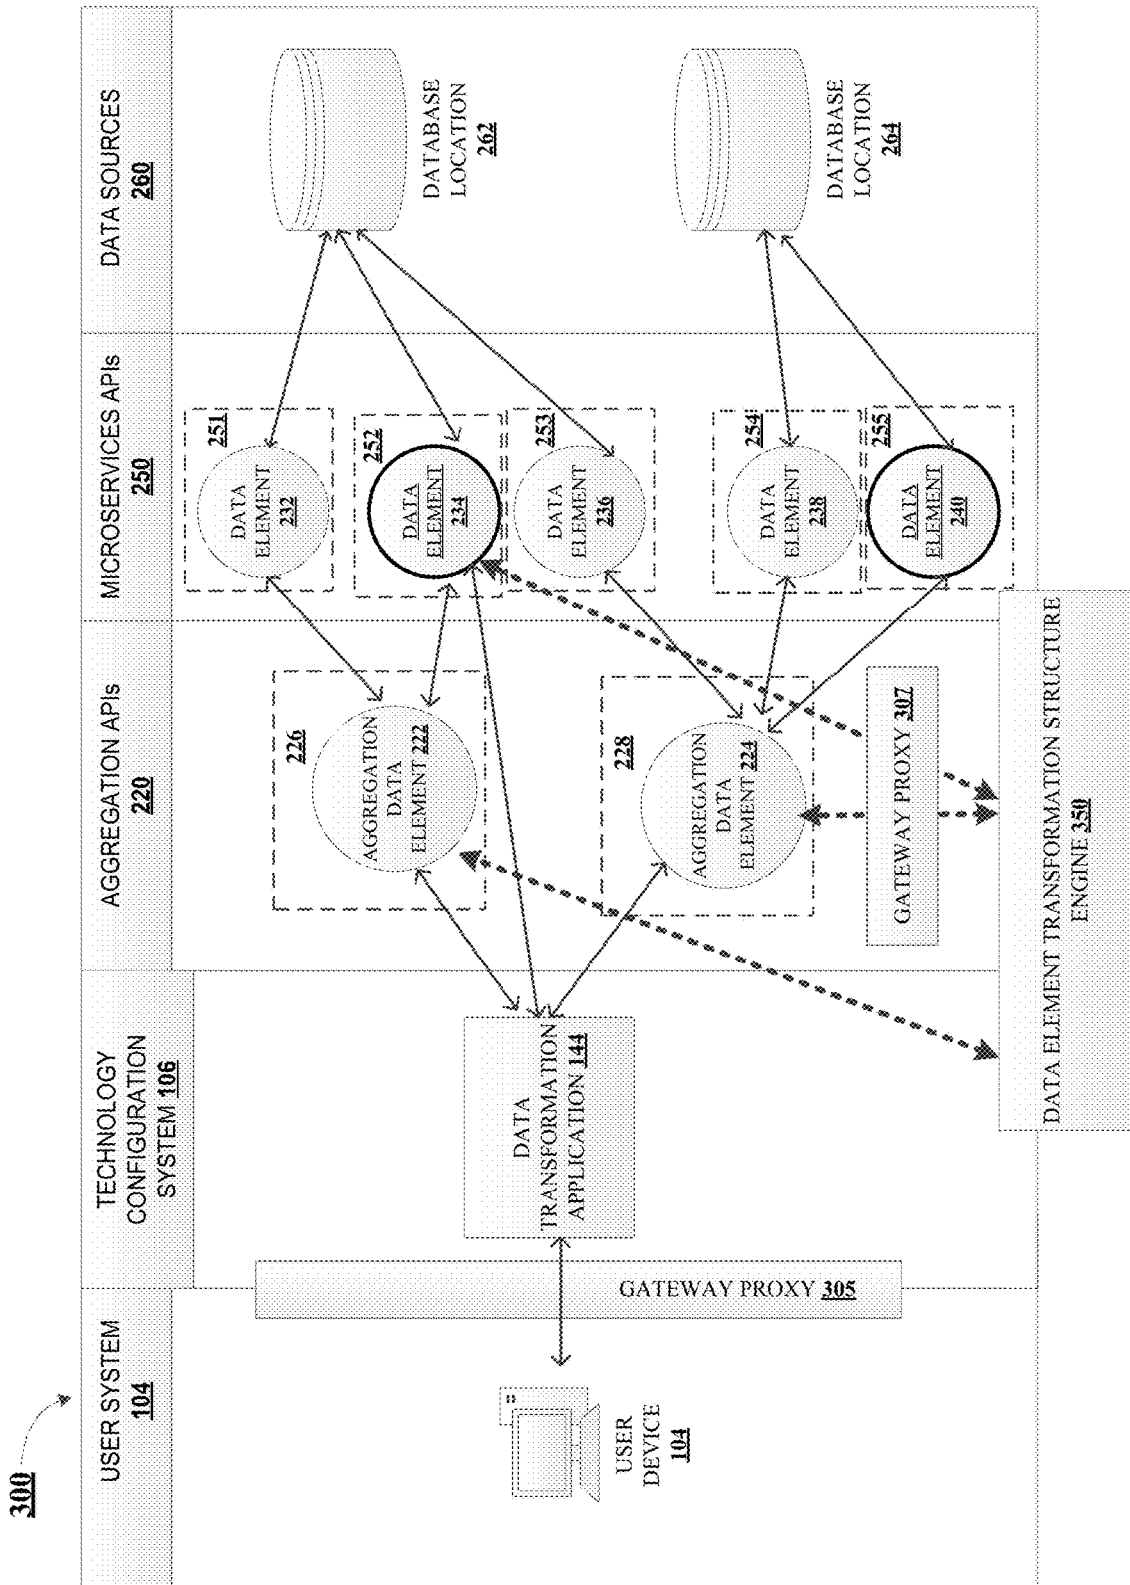 300
USER SYSTEM
104
TECHNOLOGY
CONFIGURATION
SYSTEM 106
AGGREGATION APIs
220
MICROSERVICES APIs
250
DATA SOURCES
260
USER
DEVICE
104
GATEWAY PROXY 305
DATA
TRANSFORMATION
APPLICATION 144
226
AGGREGATION
DATA
ELEMENT 222
228
AGGREGATION
DATA
ELEMENT 224
GATEWAY PROXY 307
251
DATA
ELEMENT
232
252
DATA
ELEMENT
234
253
DATA
ELEMENT
236
254
DATA
ELEMENT
238
255
DATA
ELEMENT
240
DATABASE
LOCATION
262
DATABASE
LOCATION
264
DATA ELEMENT TRANSFORMATION STRUCTURE
ENGINE 350